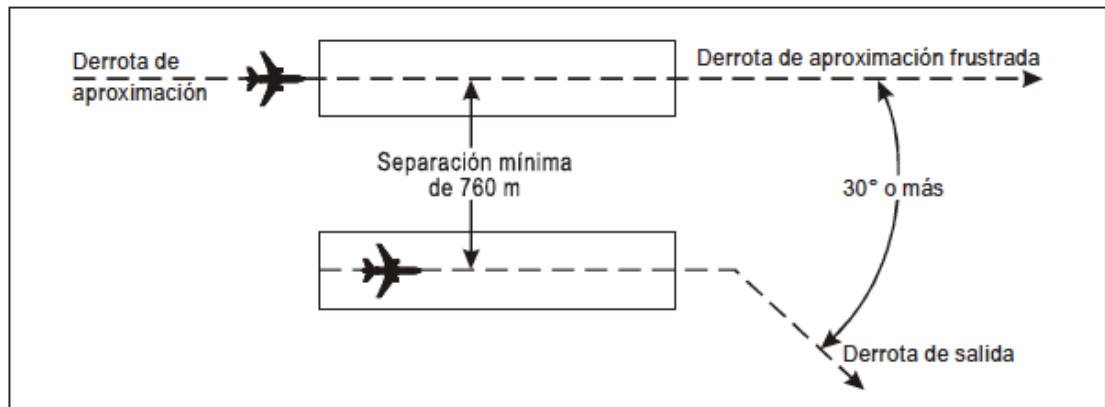 Derrota de
aproximación
Derrota de aproximación frustrada
Separación mínima
de 760 m
30° o más
Derrota de salida